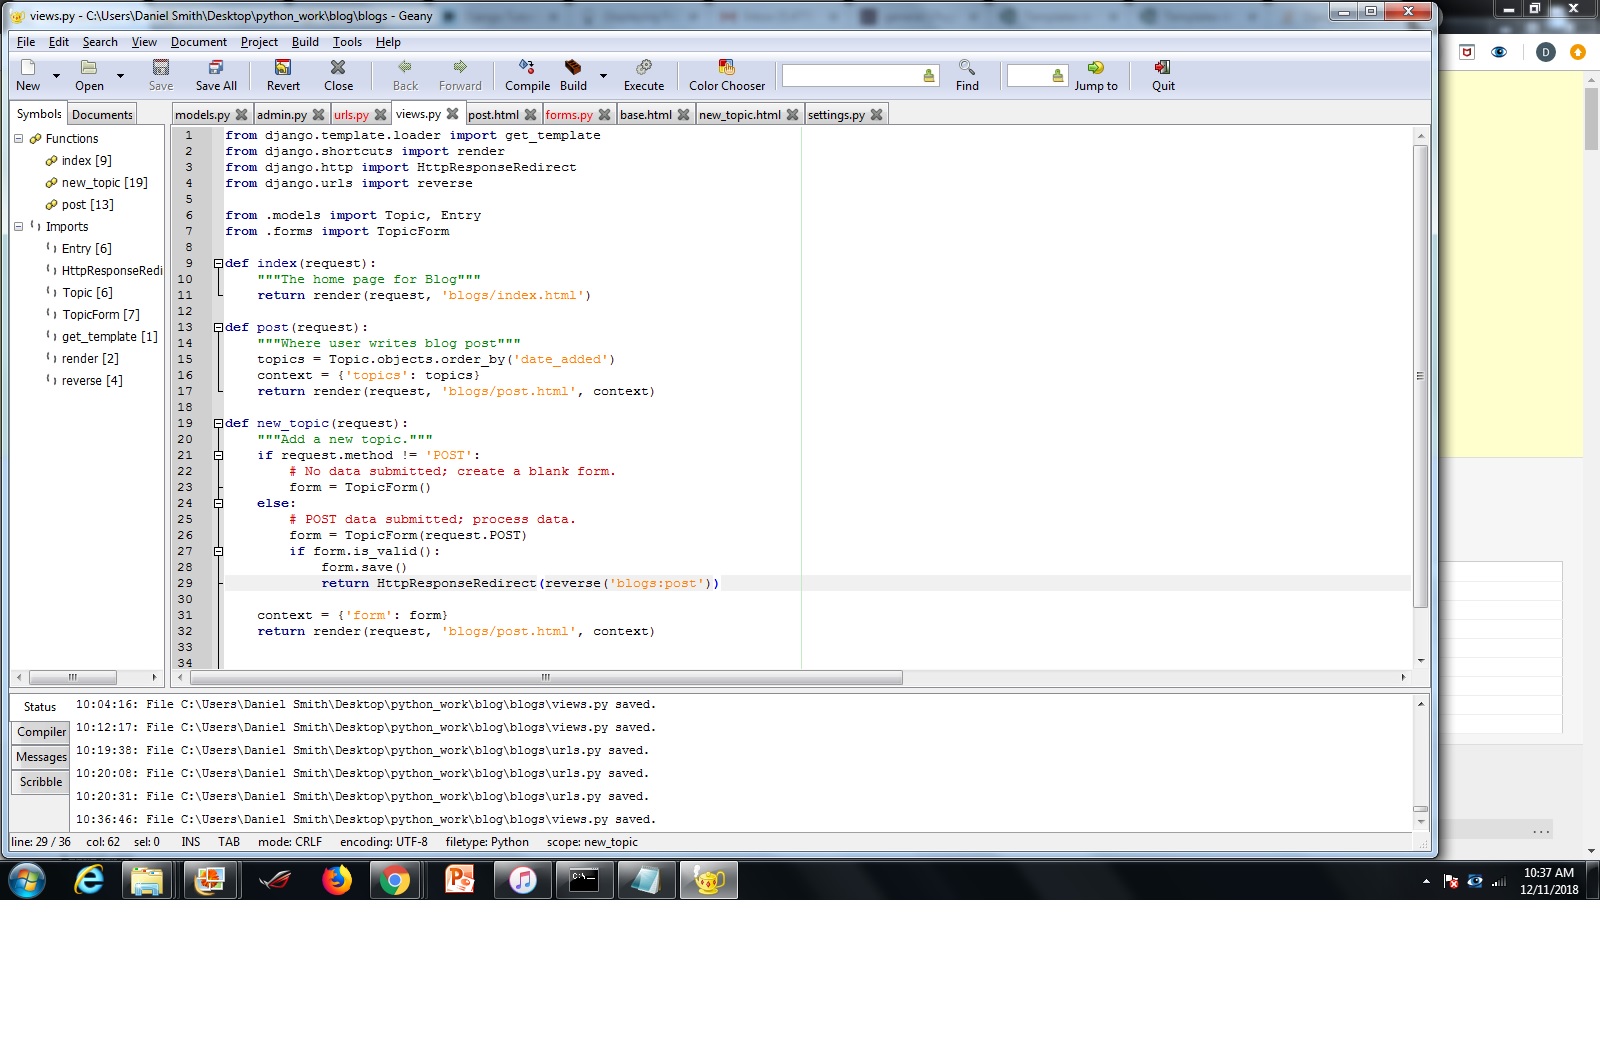 views.py - C:\Users\Daniel Smith\Desktop\python_work\blog\blogs - Geany
File Edit Search View Document Project Build Tools Help
New Open Save Save All Revert Close Back Forward Compile Build Execute Color Chooser Find Jump to Quit
D
Symbols Documents
models.py admin.py urls.py views.py post.html forms.py base.html new_topic.html settings.py
Functions
index [9]
new_topic [19]
post [13]
Imports
Entry [6]
HttpResponseRedi
Topic [6]
TopicForm [7]
get_template [1]
render [2]
reverse [4]
1 from django.template.loader import get_template
2 from django.shortcuts import render
3 from django.http import HttpResponseRedirect
4 from django.urls import reverse
5
6 from .models import Topic, Entry
7 from .forms import TopicForm
8
9 def index(request):
10 """The home page for Blog"""
11 return render(request, 'blogs/index.html')
12
13 def post(request):
14 """Where user writes blog post"""
15 topics = Topic.objects.order_by('date_added')
16 context = {'topics': topics}
17 return render(request, 'blogs/post.html', context)
18
19 def new_topic(request):
20 """Add a new topic."""
21 if request.method != 'POST':
22 # No data submitted; create a blank form.
23 form = TopicForm()
24 else:
25 # POST data submitted; process data.
26 form = TopicForm(request.POST)
27 if form.is_valid():
28 form.save()
29 return HttpResponseRedirect(reverse('blogs:post'))
30
31 context = {'form': form}
32 return render(request, 'blogs/post.html', context)
33
34
Status
Compiler
Messages
Scribble
10:04:16: File C:\Users\Daniel Smith\Desktop\python_work\blog\blogs\views.py saved.
10:12:17: File C:\Users\Daniel Smith\Desktop\python_work\blog\blogs\views.py saved.
10:19:38: File C:\Users\Daniel Smith\Desktop\python_work\blog\blogs\urls.py saved.
10:20:08: File C:\Users\Daniel Smith\Desktop\python_work\blog\blogs\urls.py saved.
10:20:31: File C:\Users\Daniel Smith\Desktop\python_work\blog\blogs\urls.py saved.
10:36:46: File C:\Users\Daniel Smith\Desktop\python_work\blog\blogs\views.py saved.
line: 29 / 36 col: 62 sel: 0 INS TAB mode: CRLF encoding: UTF-8 filetype: Python scope: new_topic
10:37 AM
12/11/2018